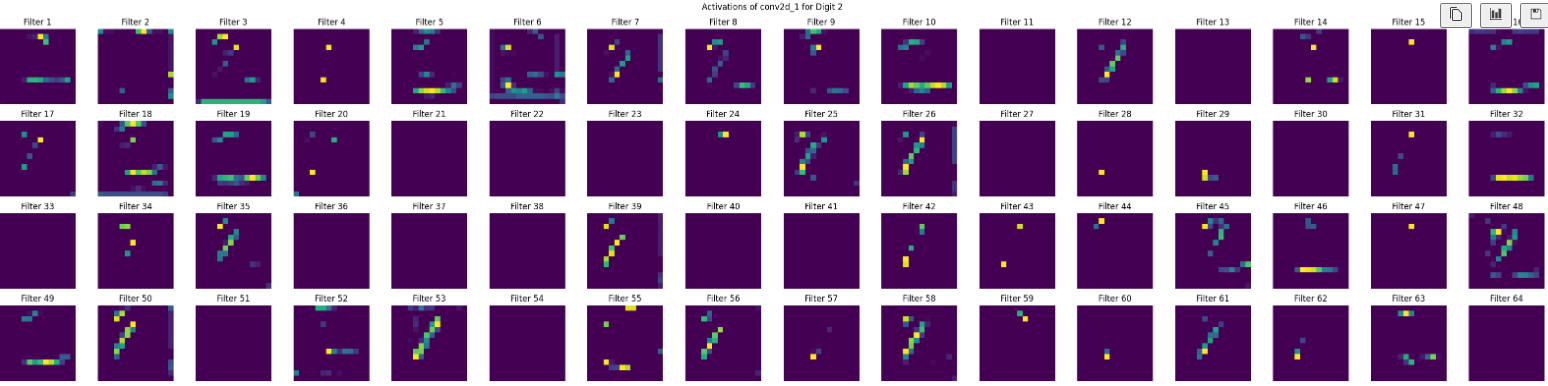 Activations of conv2d_1 for Digit 2
Filter 1 Filter 2 Filter 3 Filter 4 Filter 5 Filter 6 Filter 7 Filter 8 Filter 9 Filter 10 Filter 11 Filter 12 Filter 13 Filter 14 Filter 15 16
Filter 17 Filter 18 Filter 19 Filter 20 Filter 21 Filter 22 Filter 23 Filter 24 Filter 25 Filter 26 Filter 27 Filter 28 Filter 29 Filter 30 Filter 31 Filter 32
Filter 33 Filter 34 Filter 35 Filter 36 Filter 37 Filter 38 Filter 39 Filter 40 Filter 41 Filter 42 Filter 43 Filter 44 Filter 45 Filter 46 Filter 47 Filter 48
Filter 49 Filter 50 Filter 51 Filter 52 Filter 53 Filter 54 Filter 55 Filter 56 Filter 57 Filter 58 Filter 59 Filter 60 Filter 61 Filter 62 Filter 63 Filter 64